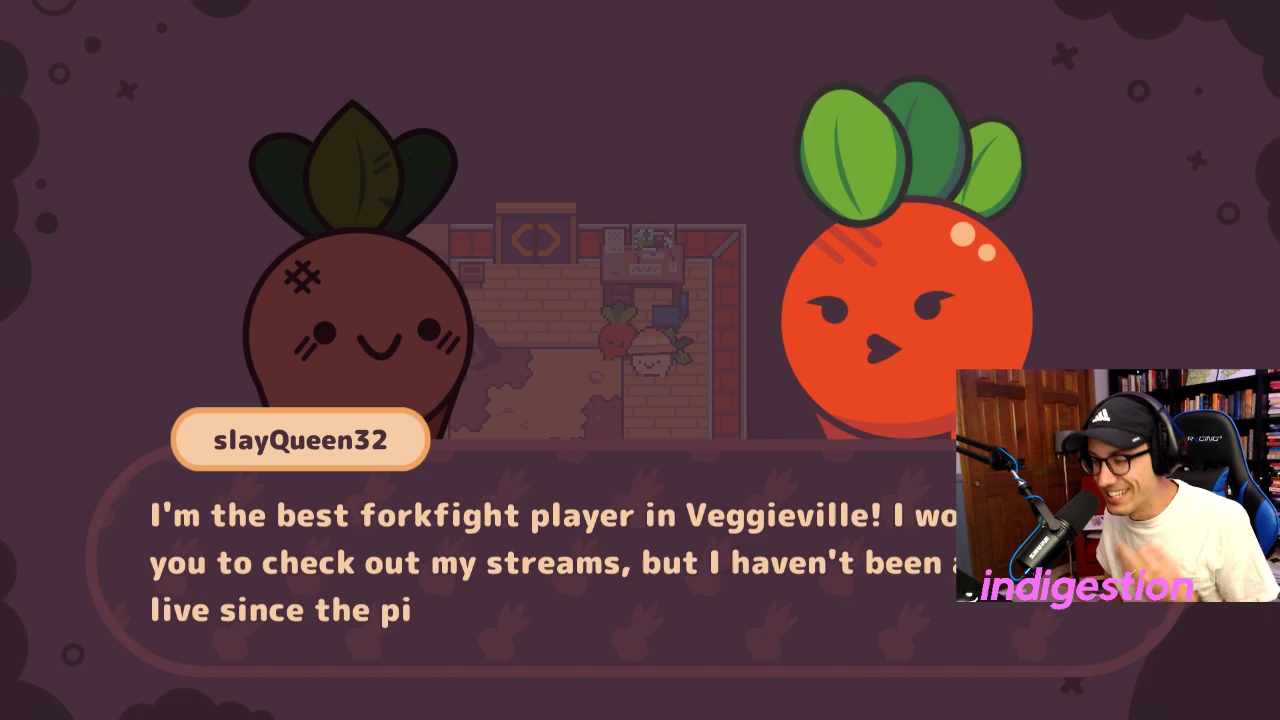 slayQueen32
I'm the best forkfight player in Veggieville! I wo
you to check out my streams, but I haven't been a
live since the pi
indigestion